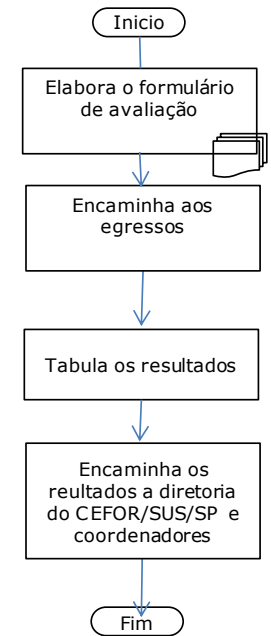 Inicio
Elabora o formulário
de avaliação
Encaminha aos
egressos
Tabula os resultados
Encaminha os
reultados a diretoria
do CEFOR/SUS/SP e
coordenadores
Fim